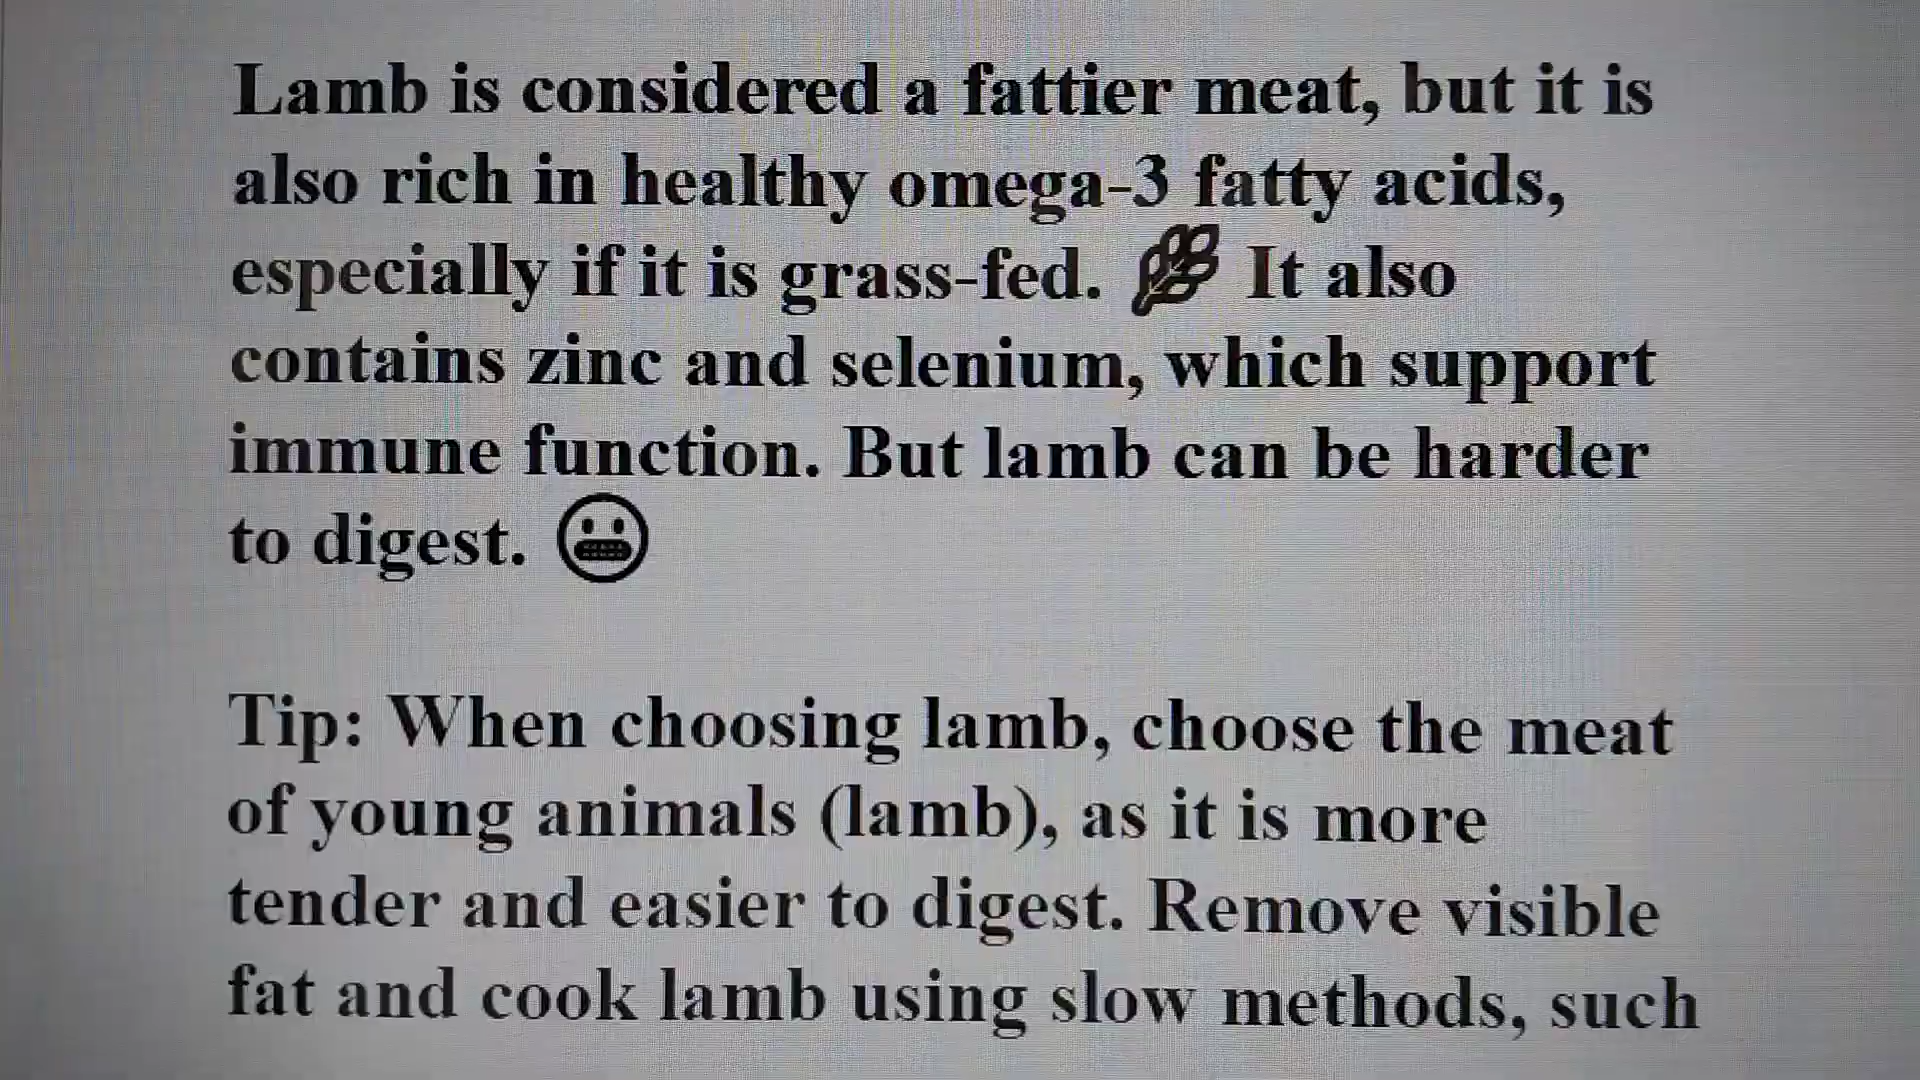 Lamb is considered a fattier meat, but it is
also rich in healthy omega-3 fatty acids,
especially if it is grass-fed. 🌾 It also
contains zinc and selenium, which support
immune function. But lamb can be harder
to digest. 😬
Tip: When choosing lamb, choose the meat
of young animals (lamb), as it is more
tender and easier to digest. Remove visible
fat and cook lamb using slow methods, such